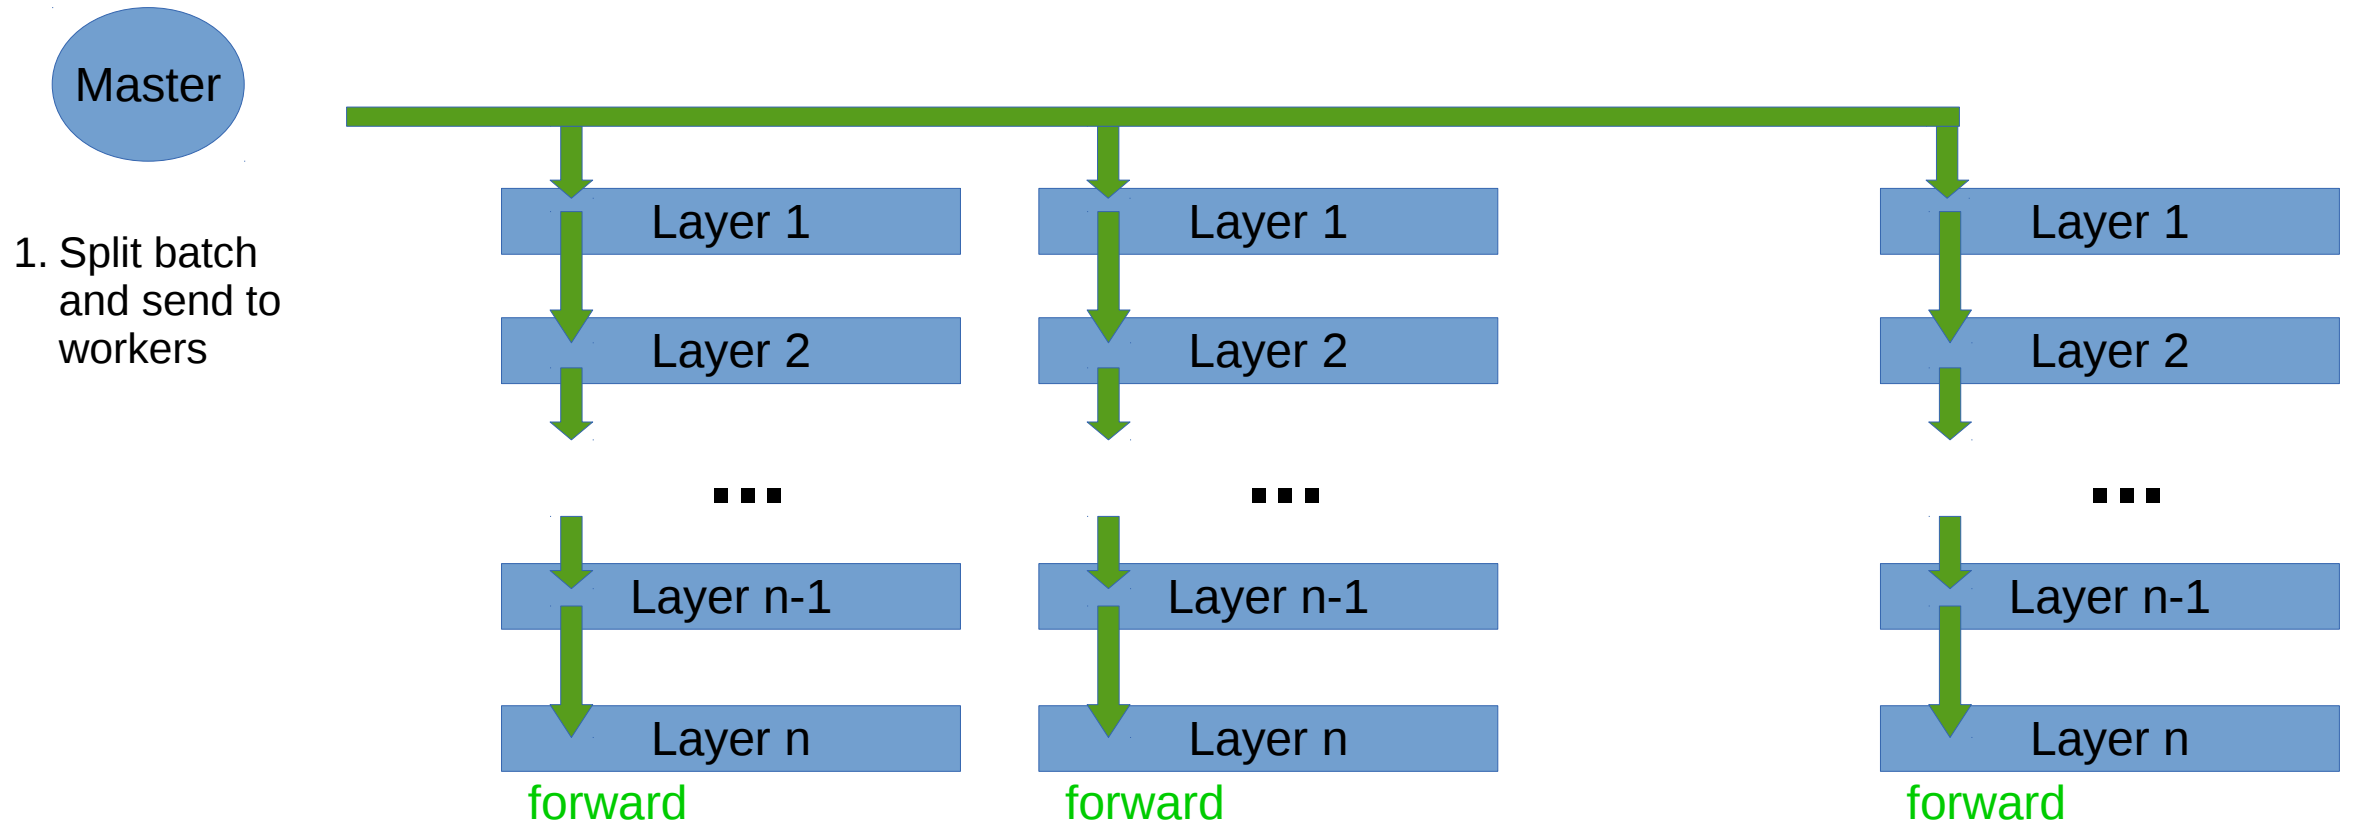 Master
1. Split batch
and send to
workers
Layer 1
Layer 2
...
Layer n-1
Layer n
forward
Layer 1
Layer 2
...
Layer n-1
Layer n
forward
Layer 1
Layer 2
...
Layer n-1
Layer n
forward